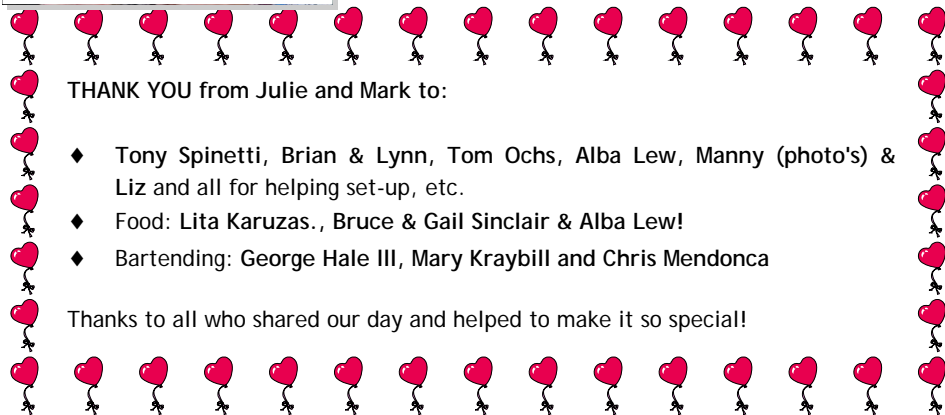 THANK YOU from Julie and Mark to:
♦ Tony Spinetti, Brian & Lynn, Tom Ochs, Alba Lew, Manny (photo's) &
Liz and all for helping set-up, etc.
♦ Food: Lita Karuzas., Bruce & Gail Sinclair & Alba Lew!
♦ Bartending: George Hale III, Mary Kraybill and Chris Mendonca
Thanks to all who shared our day and helped to make it so special!